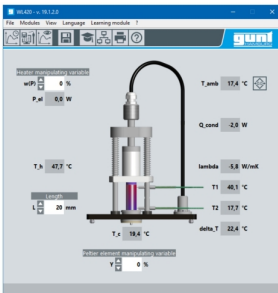 WL420 - v. 19.1.2.0
File Modules View Language Learning module ?
gunt
Heater manipulating variable
w(P) 0 %
P_el 0,0 W
T_amb 17,4 °C
Q_cond -2,0 W
T_h 47,7 °C
lambda -5,8 W/mK
T1 40,1 °C
Length
L 20 mm
T2 17,7 °C
T_c 19,4 °C
delta_T 22,4 °C
Peltier element manipulating variable
Y 0 %